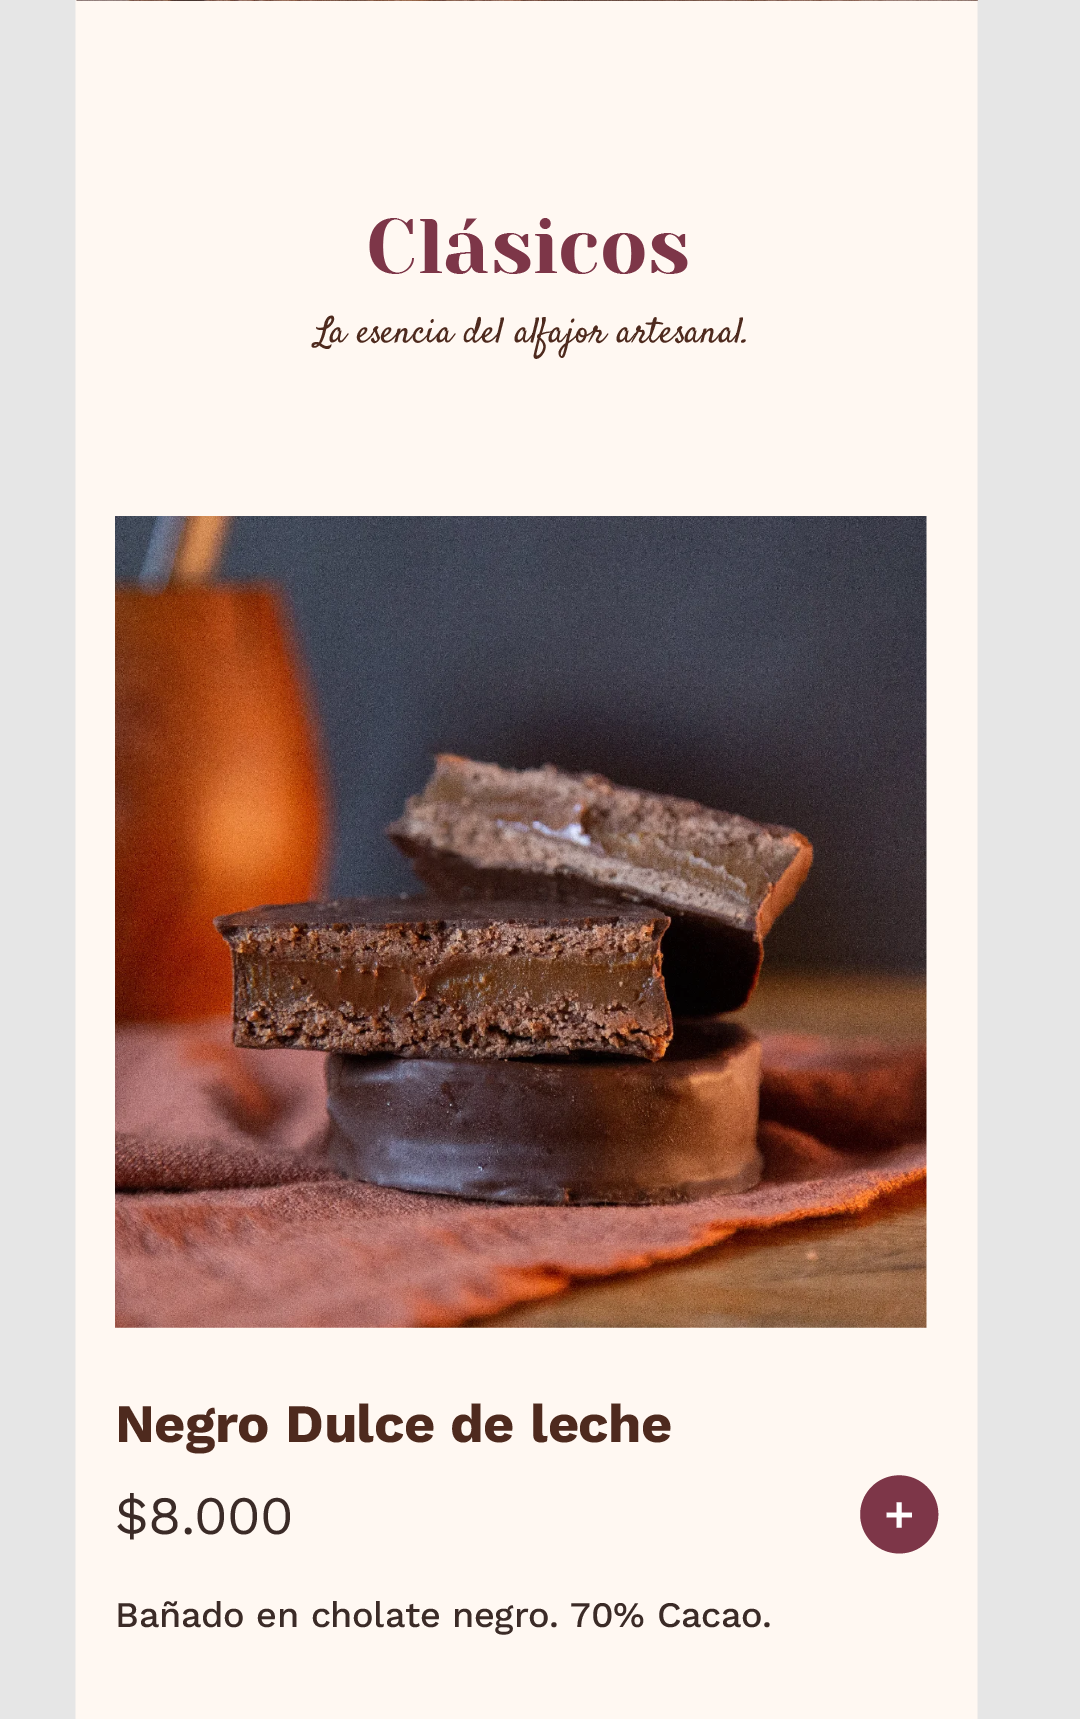 Clásicos
La esencia del alfajor artesanal.
Negro Dulce de leche
$8.000
+
Bañado en cholate negro. 70% Cacao.